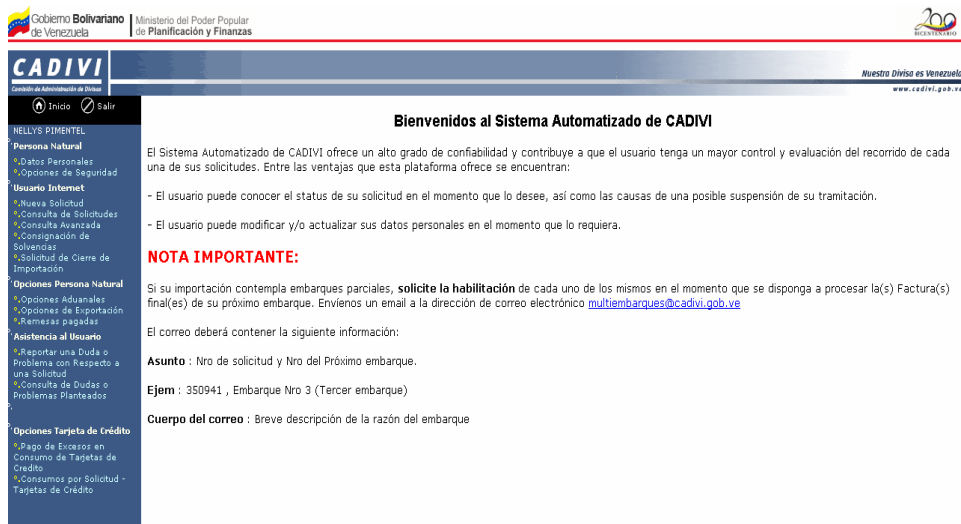 Gobierno Bolivariano de Venezuela
Ministerio del Poder Popular de Planificación y Finanzas
200
BICENTENARIO
CADIVI
Comisión de Administración de Divisas
Nuestra Divisa es Venezuela
www.cadivi.gob.ve
Inicio Salir
NELLYS PIMENTEL
Persona Natural
Datos Personales
Opciones de Seguridad
Usuario Internet
Nueva Solicitud
Consulta de Solicitudes
Consulta Avanzada
Consignación de
Solvencias
Solicitud de Cierre de
Importación
Opciones Persona Natural
Opciones Aduanales
Opciones de Exportación
Remesas pagadas
Asistencia al Usuario
Reportar una Duda o
Problema con Respecto a
una Solicitud
Consulta de Dudas o
Problemas Planteados
Opciones Tarjeta de Crédito
Pago de Excesos en
Consumo de Tarjetas de
Credito
Consumos por Solicitud -
Tarjetas de Crédito
Bienvenidos al Sistema Automatizado de CADIVI
El Sistema Automatizado de CADIVI ofrece un alto grado de confiabilidad y contribuye a que el usuario tenga un mayor control y evaluación del recorrido de cada
una de sus solicitudes. Entre las ventajas que esta plataforma ofrece se encuentran:
- El usuario puede conocer el status de su solicitud en el momento que lo desee, así como las causas de una posible suspensión de su tramitación.
- El usuario puede modificar y/o actualizar sus datos personales en el momento que lo requiera.
NOTA IMPORTANTE:
Si su importación contempla embarques parciales, solicite la habilitación de cada uno de los mismos en el momento que se disponga a procesar la(s) Factura(s)
final(es) de su próximo embarque. Envíenos un email a la dirección de correo electrónico multiembarques@cadivi.gob.ve
El correo deberá contener la siguiente información:
Asunto : Nro de solicitud y Nro del Próximo embarque.
Ejem : 350941 , Embarque Nro 3 (Tercer embarque)
Cuerpo del correo : Breve descripción de la razón del embarque